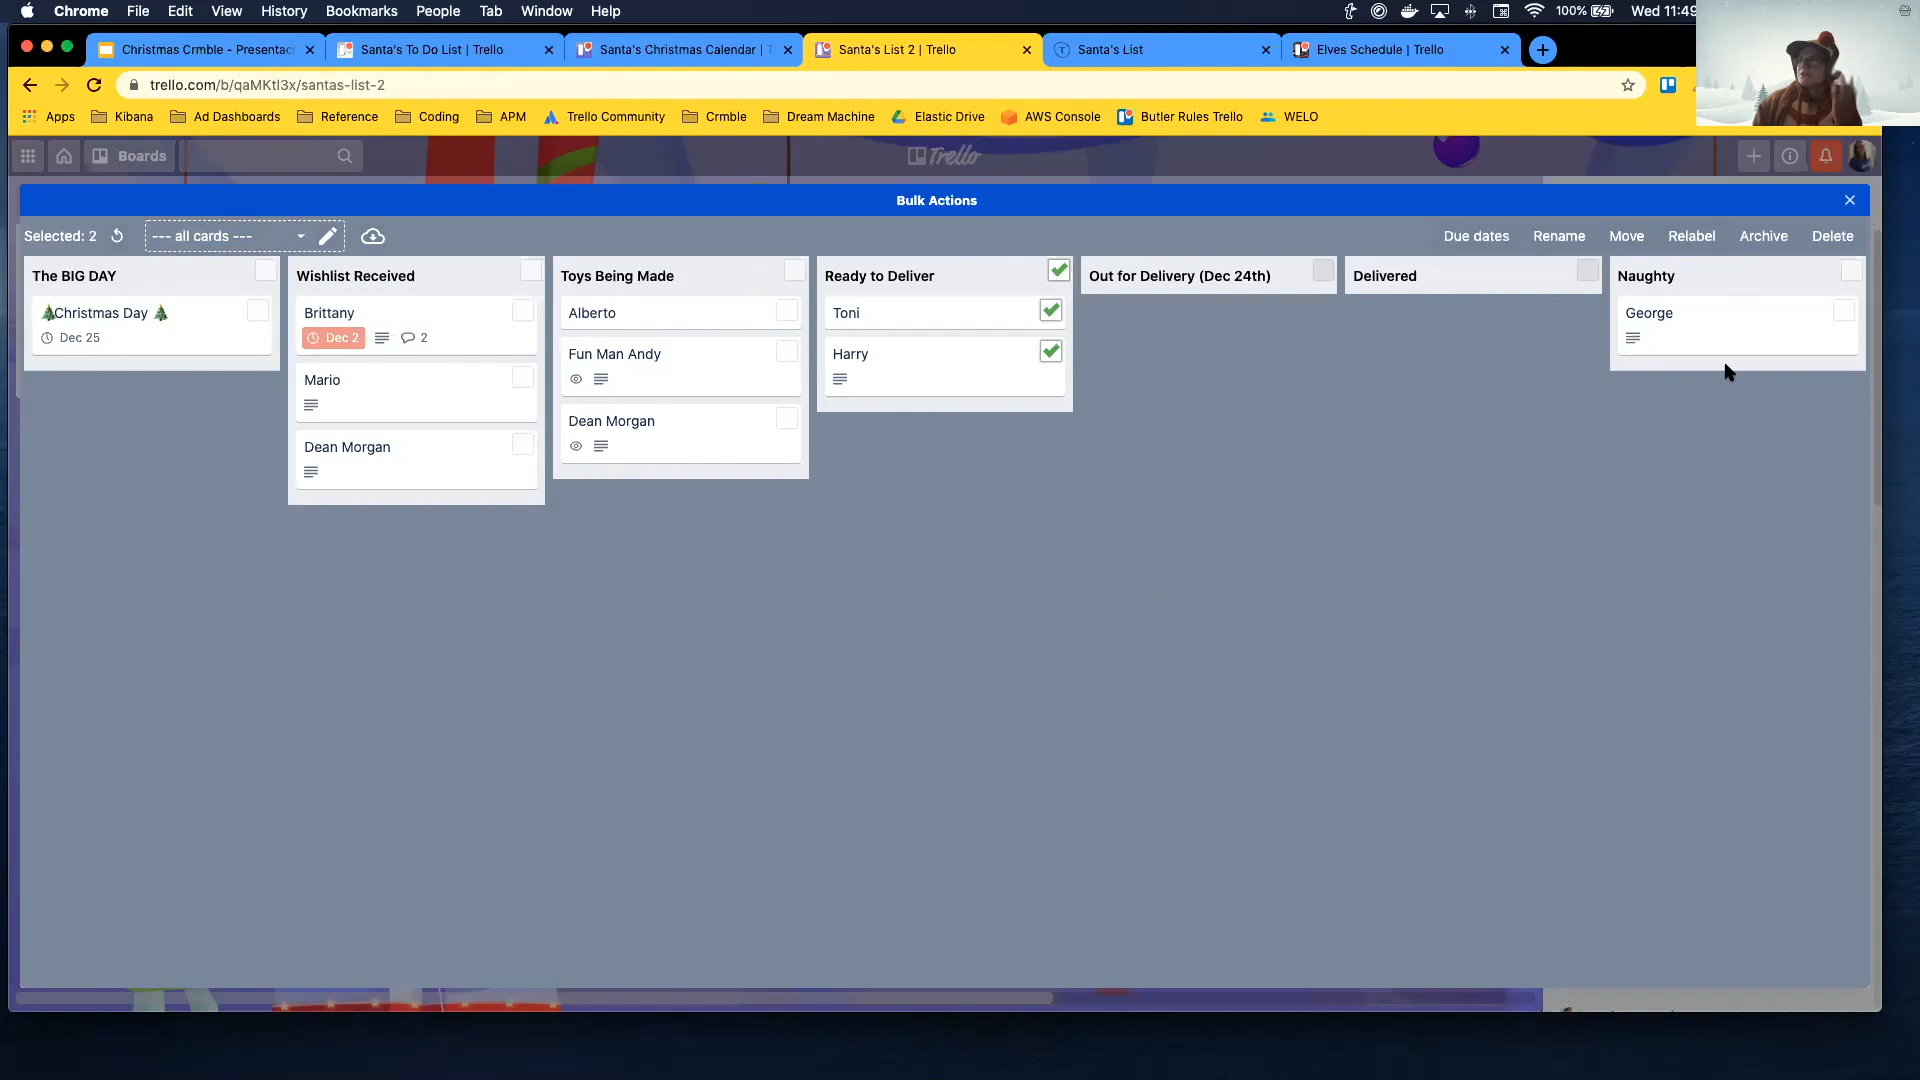 Chrome File Edit View History Bookmarks People Tab Window Help 100% Wed 11:49
Christmas Crmble - Presentac Santa's To Do List | Trello Santa's Christmas Calendar | T Santa's List 2 | Trello Santa's List Elves Schedule | Trello
trello.com/b/qaMKtl3x/santas-list-2
Apps Kibana Ad Dashboards Reference Coding APM Trello Community Crmble Dream Machine Elastic Drive AWS Console Butler Rules Trello WELO
Boards Trello
Bulk Actions
Selected: 2 --- all cards --- Due dates Rename Move Relabel Archive Delete
The BIG DAY Wishlist Received Toys Being Made Ready to Deliver Out for Delivery (Dec 24th) Delivered Naughty
🎄Christmas Day 🎄 Brittany Alberto Toni George
Dec 25 Dec 2 2
Fun Man Andy Harry
Mario
Dean Morgan
Dean Morgan